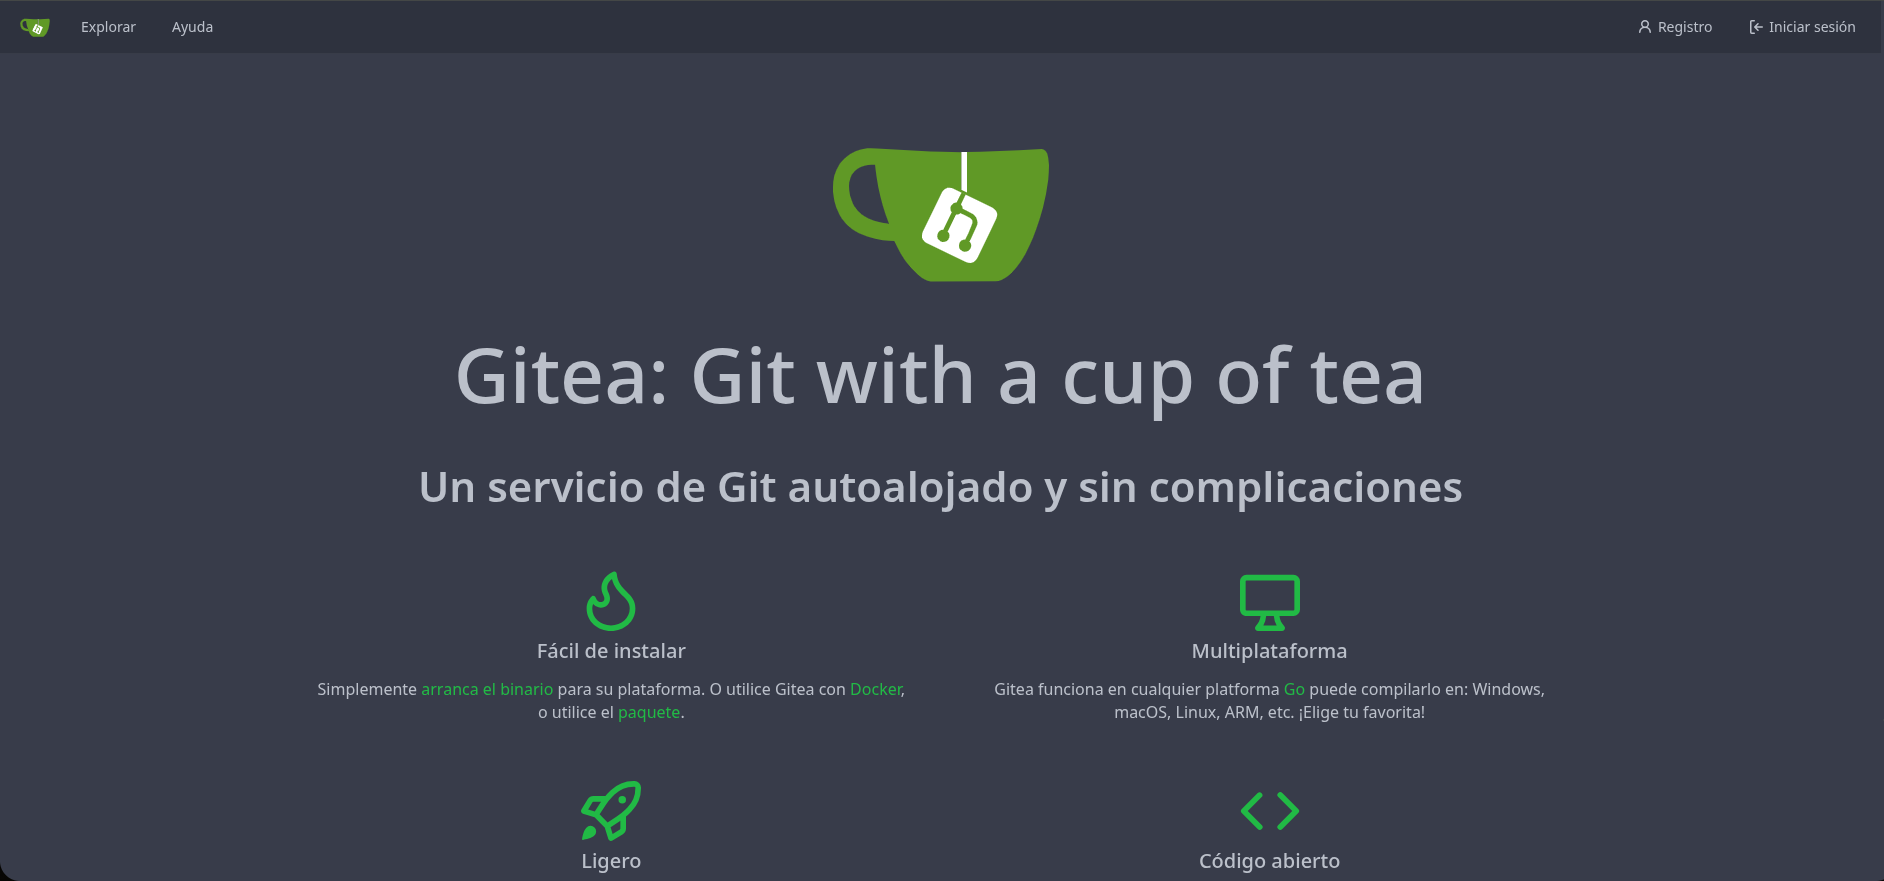 Explorar
Ayuda
Registro
Iniciar sesión
Gitea: Git with a cup of tea
Un servicio de Git autoalojado y sin complicaciones
Fácil de instalar
Simplemente arranca el binario para su plataforma. O utilice Gitea con Docker,
o utilice el paquete.
Multiplataforma
Gitea funciona en cualquier platforma Go puede compilarlo en: Windows,
macOS, Linux, ARM, etc. ¡Elige tu favorita!
Ligero
Código abierto